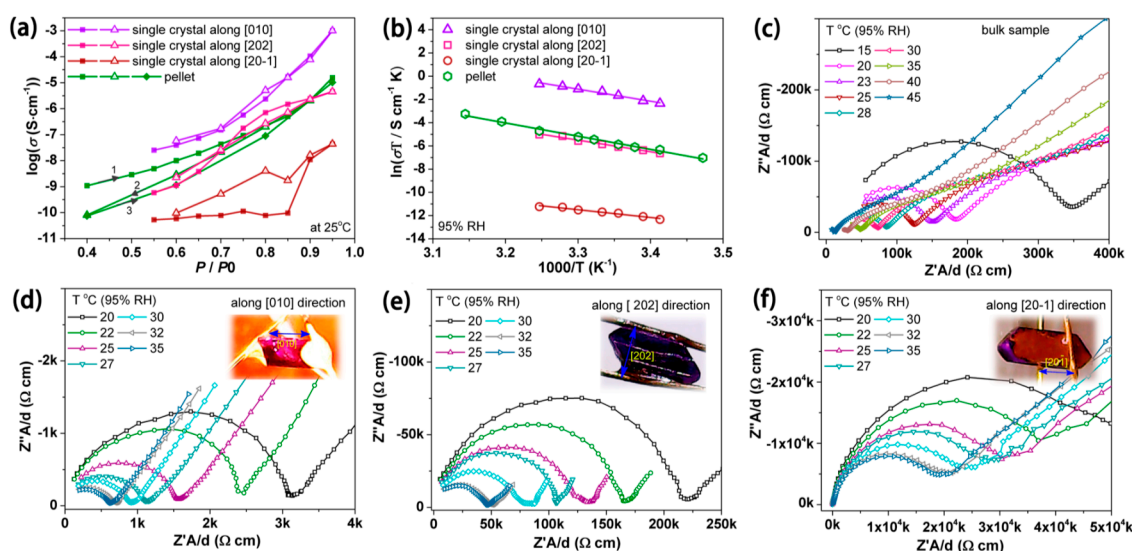 (a)
single crystal along [010]
single crystal along [202]
single crystal along [20-1]
pellet
1
2
3
at 25°C
log(σ (S·cm⁻¹))
-3
-4
-5
-6
-7
-8
-9
-10
-11
0.4 0.5 0.6 0.7 0.8 0.9 1.0
P / P0
(b)
single crystal along [010]
single crystal along [202]
single crystal along [20-1]
pellet
95% RH
ln(σT / S cm⁻¹ K)
6
4
2
0
-2
-4
-6
-8
-10
-12
-14
3.1 3.2 3.3 3.4 3.5
1000/T (K⁻¹)
(c)
T °C (95% RH)
bulk sample
15 30
20 35
23 40
25 45
28
Z''A/d (Ω cm)
-200k
-100k
0
0 100k 200k 300k 400k
Z'A/d (Ω cm)
(d)
T °C (95% RH)
along [010] direction
20 30
22 32
25 35
27
[010]
Z''A/d (Ω cm)
-2k
-1k
0
0 1k 2k 3k 4k
Z'A/d (Ω cm)
(e)
T °C (95% RH)
along [ 202] direction
20 30
22 32
25 35
27
[202]
Z''A/d (Ω cm)
-100k
-50k
0
0 50k 100k 150k 200k 250k
Z'A/d (Ω cm)
(f)
T °C (95% RH)
along [20-1] direction
20 30
22 32
25 35
27
[201̄]
Z''A/d (Ω cm)
-3x10⁴k
-2x10⁴k
-1x10⁴k
0k
0k 1x10⁴k 2x10⁴k 3x10⁴k 4x10⁴k 5x10⁴k
Z'A/d (Ω cm)